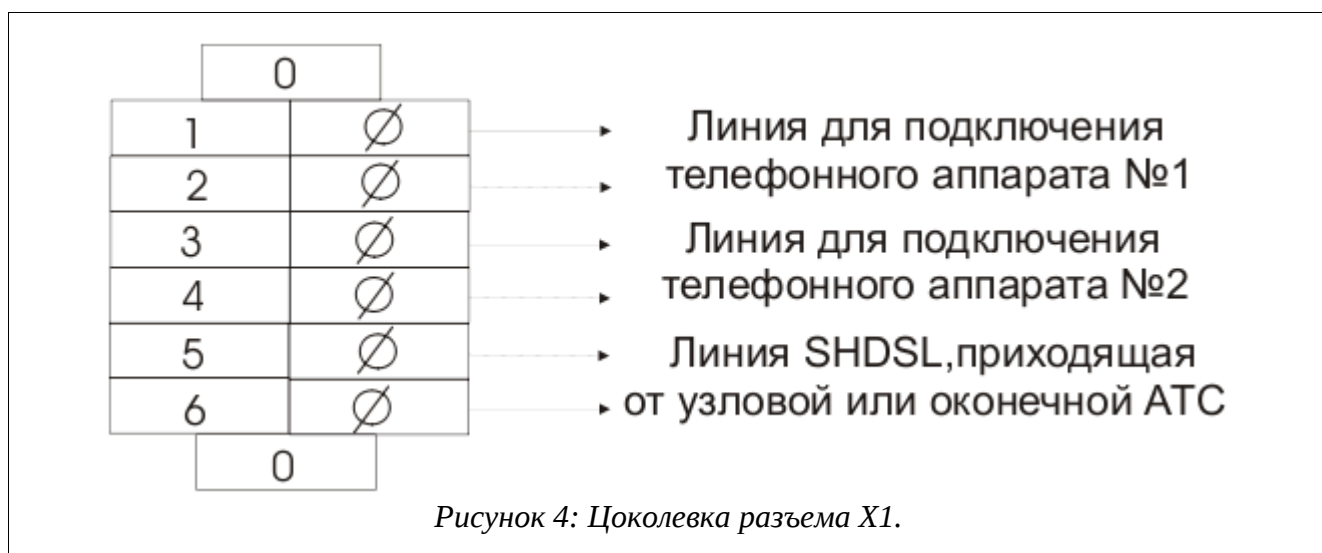 0
1 Ø Линия для подключения
2 Ø телефонного аппарата №1
3 Ø Линия для подключения
4 Ø телефонного аппарата №2
5 Ø Линия SHDSL,приходящая
6 Ø от узловой или оконечной АТС
0
Рисунок 4: Цоколевка разъема X1.